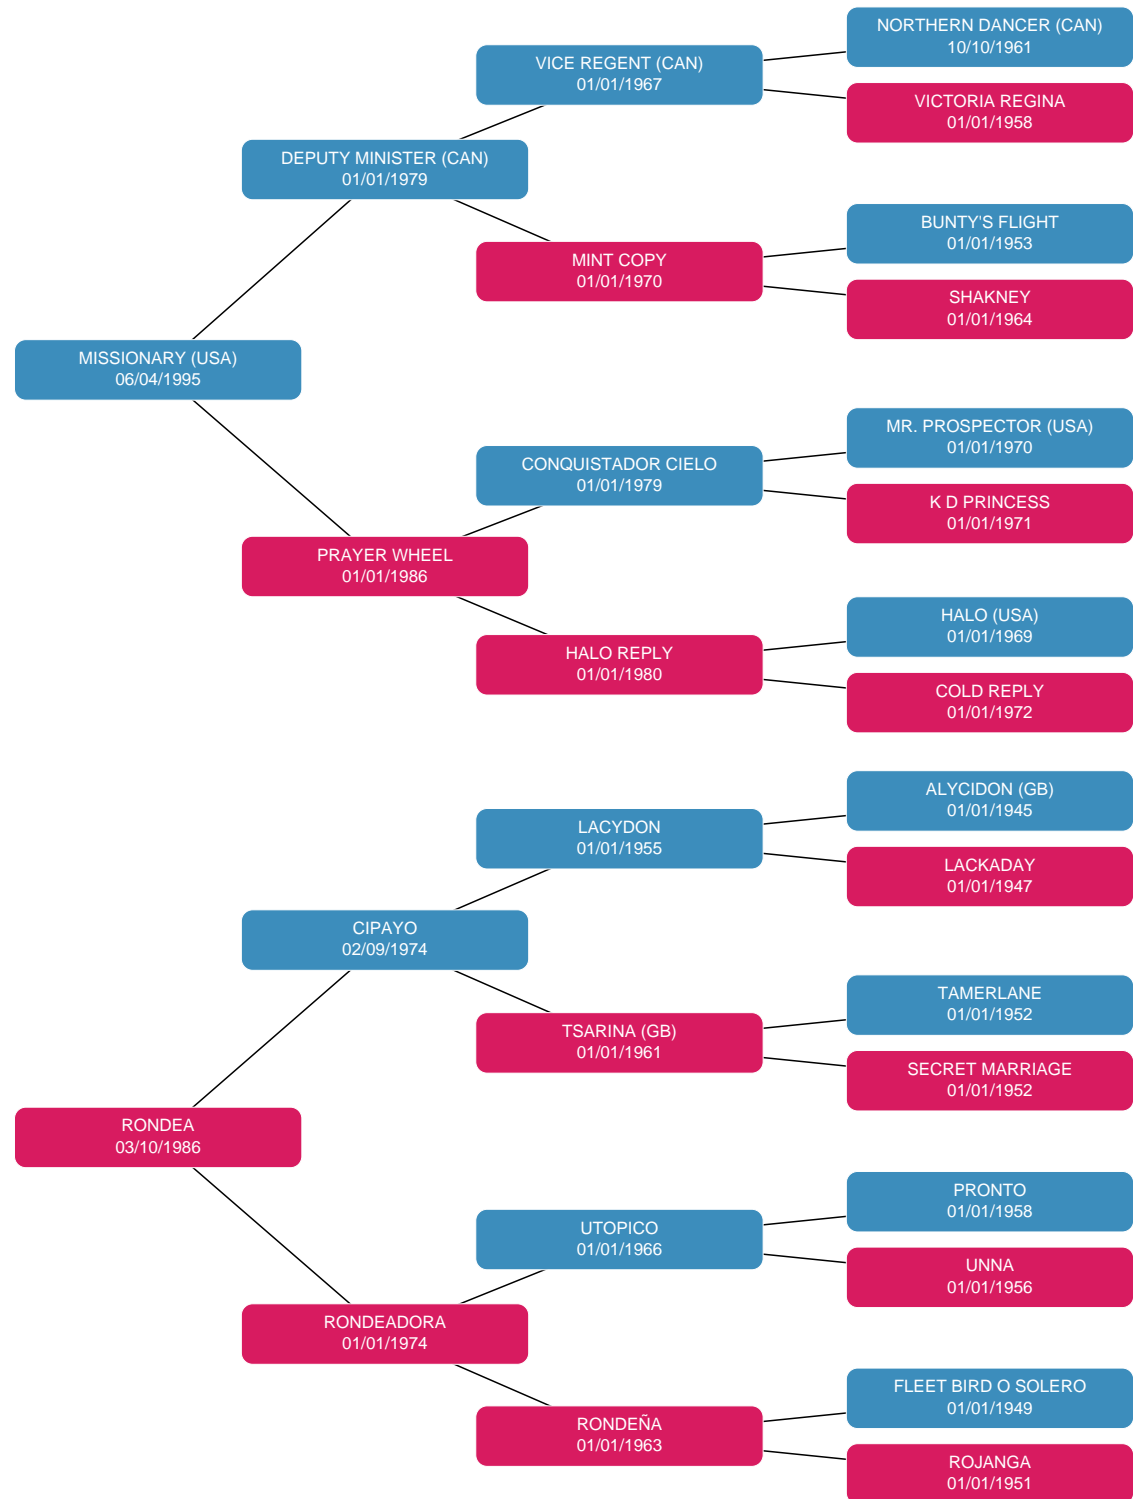 NORTHERN DANCER (CAN)
10/10/1961
VICE REGENT (CAN)
01/01/1967
VICTORIA REGINA
01/01/1958
DEPUTY MINISTER (CAN)
01/01/1979
BUNTY'S FLIGHT
01/01/1953
MINT COPY
01/01/1970
SHAKNEY
01/01/1964
MISSIONARY (USA)
06/04/1995
MR. PROSPECTOR (USA)
01/01/1970
CONQUISTADOR CIELO
01/01/1979
K D PRINCESS
01/01/1971
PRAYER WHEEL
01/01/1986
HALO (USA)
01/01/1969
HALO REPLY
01/01/1980
COLD REPLY
01/01/1972
ALYCIDON (GB)
01/01/1945
LACYDON
01/01/1955
LACKADAY
01/01/1947
CIPAYO
02/09/1974
TAMERLANE
01/01/1952
TSARINA (GB)
01/01/1961
SECRET MARRIAGE
01/01/1952
RONDEA
03/10/1986
PRONTO
01/01/1958
UTOPICO
01/01/1966
UNNA
01/01/1956
RONDEADORA
01/01/1974
FLEET BIRD O SOLERO
01/01/1949
RONDEÑA
01/01/1963
ROJANGA
01/01/1951